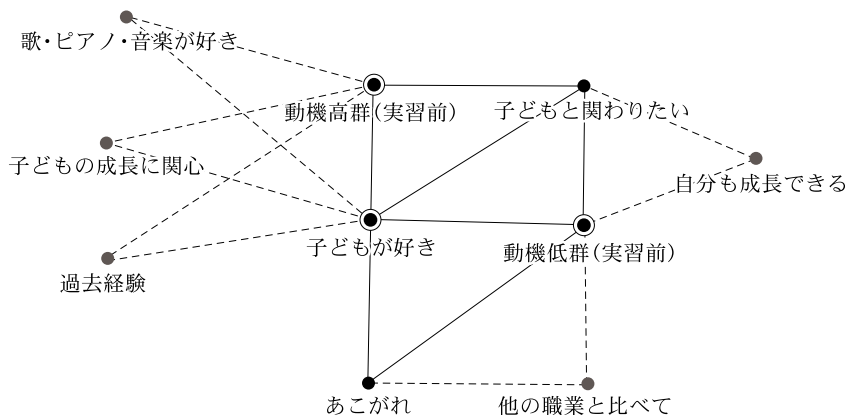 歌・ピアノ・音楽が好き
動機高群（実習前）
子どもと関わりたい
子どもの成長に関心
自分も成長できる
子どもが好き
動機低群（実習前）
過去経験
あこがれ
他の職業と比べて